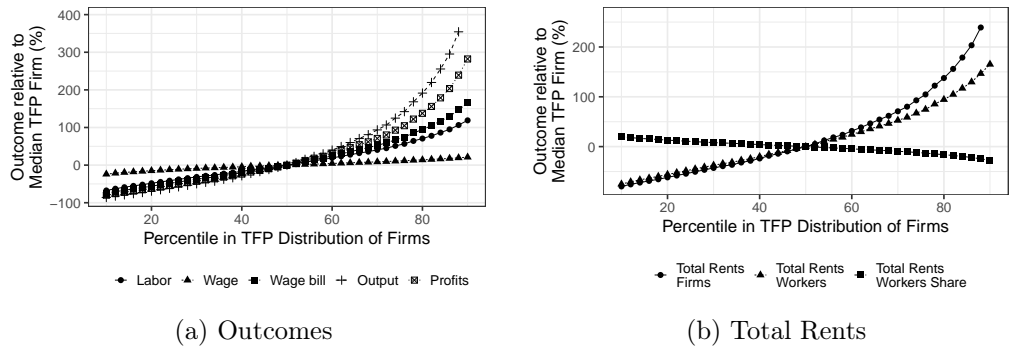 Outcome relative to
Median TFP Firm (%)
400
300
200
100
0
−100
20
40
60
80
Percentile in TFP Distribution of Firms
Labor
Wage
Wage bill
Output
Profits
(a) Outcomes
Outcome relative to
Median TFP Firm (%)
200
100
0
20
40
60
80
Percentile in TFP Distribution of Firms
Total Rents
Firms
Total Rents
Workers
Total Rents
Workers Share
(b) Total Rents